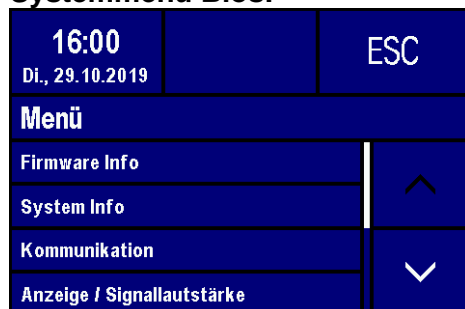 16:00
ESC
Di., 29.10.2019
Menü
Firmware Info
System Info
Kommunikation
Anzeige / Signallautstärke